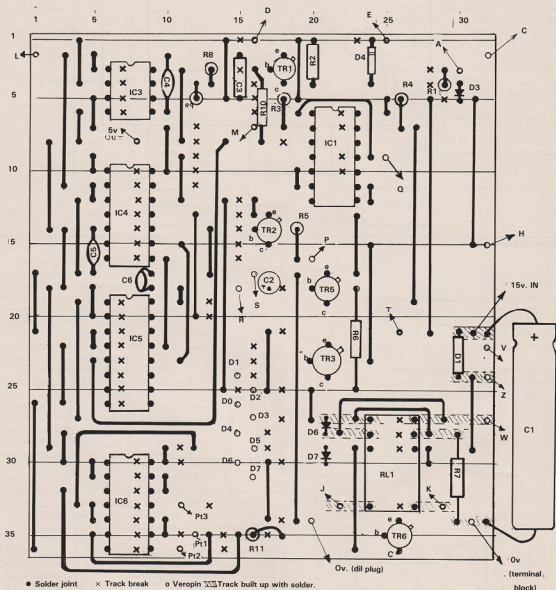 1 5 10 15 20 25 30
D
E
C
1
L
A
R8
e
b
TR1
R2
D4
C4
C3
IC3
R1
D3
5
R10
c
R3
R4
5v
OUT
M
IC1
Q
10
IC4
e
TR2
R5
b
c
H
15
C5
P
C6
e
C2
b
TR5
15v. IN
20
R
S
c
T
IC5
R6
e
TR3
b
D1
V
+
D1
c
Z
25
D0
D2
D3
D6
W
C1
D4
D5
D7
RL1
30
D6
D7
R7
IC6
J
K
Pt3
35
Pt1
e
b
TR6
Pt2
R11
C
Ov. (dil plug)
0v
(terminal
block)
● Solder joint × Track break o Veropin Track built up with solder.